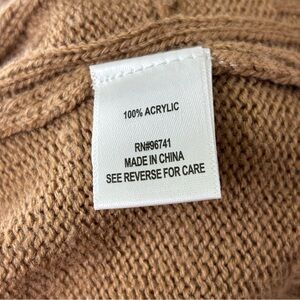 100% ACRYLIC
RN#96741
MADE IN CHINA
SEE REVERSE FOR CARE